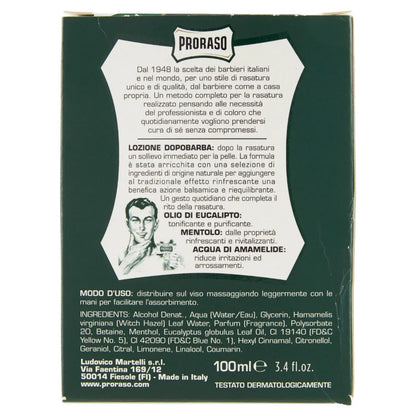 PRORASO
Dal 1948 la scelta dei barbieri italiani e
nel mondo, per uno stile di rasatura
unico e di qualità, dal barbiere come a casa
propria. Un metodo completo per la rasatura
realizzato pensando alle necessità
del professionista e di coloro che
quotidianamente vogliono prendersi
cura di sé senza compromessi.
LOZIONE DOPOBARBA: dopo la rasatura
un sollievo immediato per la pelle. La formula
è stata arricchita con una selezione di
ingredienti di origine naturale per aggiungere
al tradizionale effetto rinfrescante una
benefica azione balsamica e riequilibrante.
Un gesto quotidiano che completa il
rito della rasatura.
OLIO DI EUCALIPTO:
tonificante e purificante.
MENTOLO: dalle proprietà
rinfrescanti e rivitalizzanti.
ACQUA DI AMAMELIDE:
riduce irritazioni ed
arrossamenti.
MODO D'USO: distribuire sul viso massaggiando leggermente con le
mani per facilitare l'assorbimento.
INGREDIENTS: Alcohol Denat., Aqua (Water/Eau), Glycerin, Hamamelis
virginiana (Witch Hazel) Leaf Water, Parfum (Fragrance), Polysorbate
20, Betaine, Menthol, Eucalyptus globulus Leaf Oil, CI 19140 (FD&C
Yellow No. 5), CI 42090 (FD&C Blue No. 1), Hexyl Cinnamal, Citronellol,
Geraniol, Citral, Limonene, Linalool, Coumarin.
Ludovico Martelli s.r.l.
Via Faentina 169/12
50014 Fiesole (FI) - Made in Italy
www.proraso.com
100ml e 3.4 fl.oz.
TESTATO DERMATOLOGICAMENTE